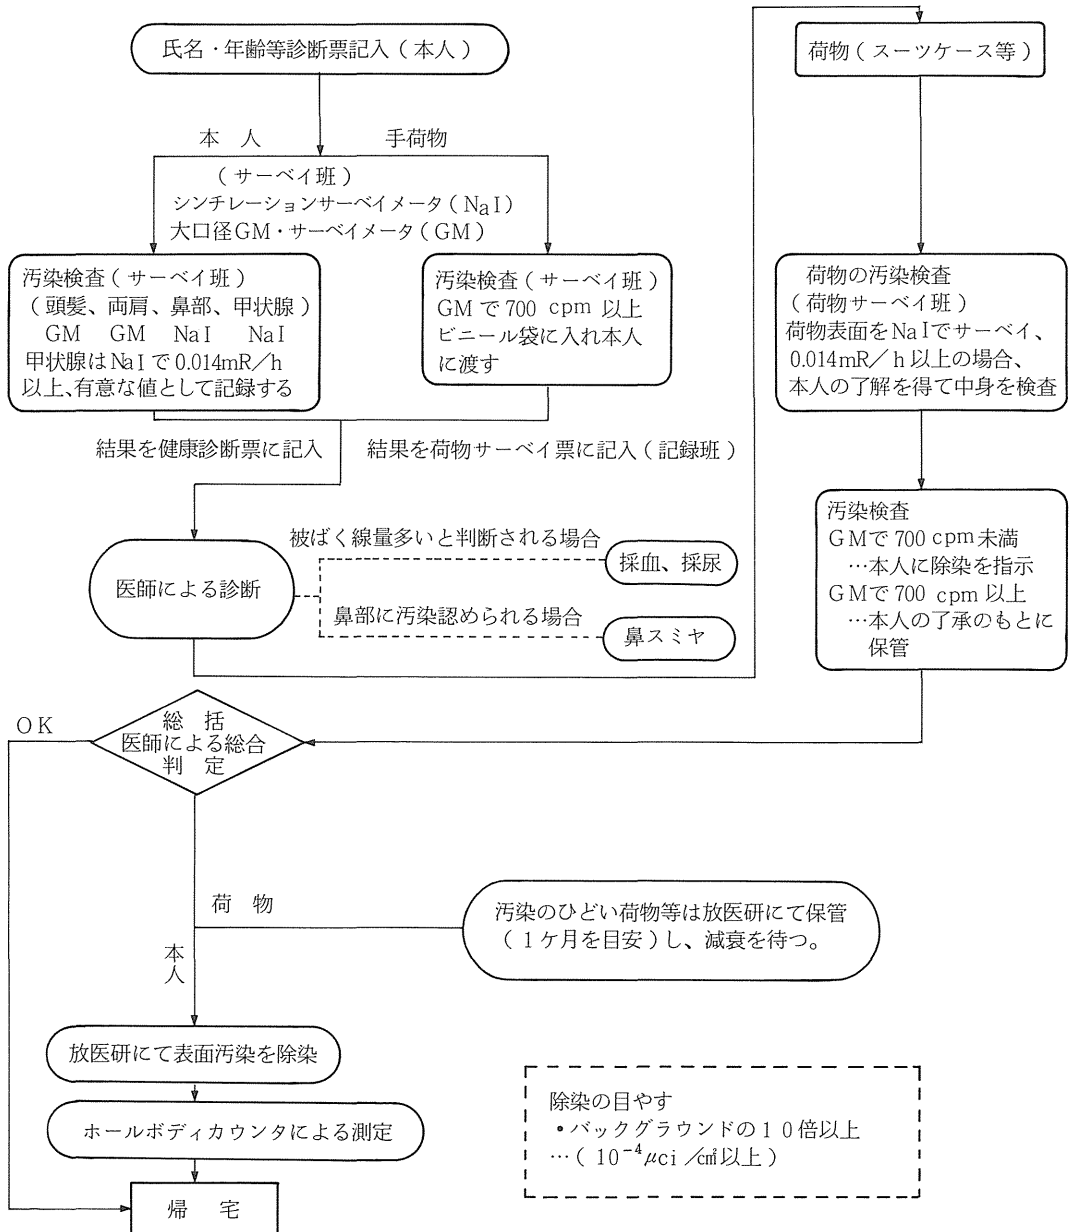 氏名・年齢等診断票記入(本人)
本 人
手荷物
(サーベイ班)
シンチレーションサーベイメータ(NaI)
大口径GM・サーベイメータ(GM)
汚染検査(サーベイ班)
(頭髪、両肩、鼻部、甲状腺)
GM GM NaI NaI
甲状腺はNaIで0.014mR/h
以上、有意な値として記録する
汚染検査(サーベイ班)
GMで700 cpm 以上
ビニール袋に入れ本人
に渡す
結果を健康診断票に記入
結果を荷物サーベイ票に記入(記録班)
医師による診断
被ばく線量多いと判断される場合
採血、採尿
鼻部に汚染認められる場合
鼻スミヤ
荷物(スーツケース等)
荷物の汚染検査
(荷物サーベイ班)
荷物表面をNaIでサーベイ、
0.014mR/h以上の場合、
本人の了解を得て中身を検査
汚染検査
GMで700 cpm未満
…本人に除染を指示
GMで700 cpm 以上
…本人の了承のもとに
保管
OK
総 括
医師による総合
判 定
荷 物
汚染のひどい荷物等は放医研にて保管
(1ケ月を目安)し、減衰を待つ。
本人
放医研にて表面汚染を除染
ホールボディカウンタによる測定
帰 宅
除染の目やす
•バックグラウンドの10倍以上
…(10⁻⁴μci/㎠以上)